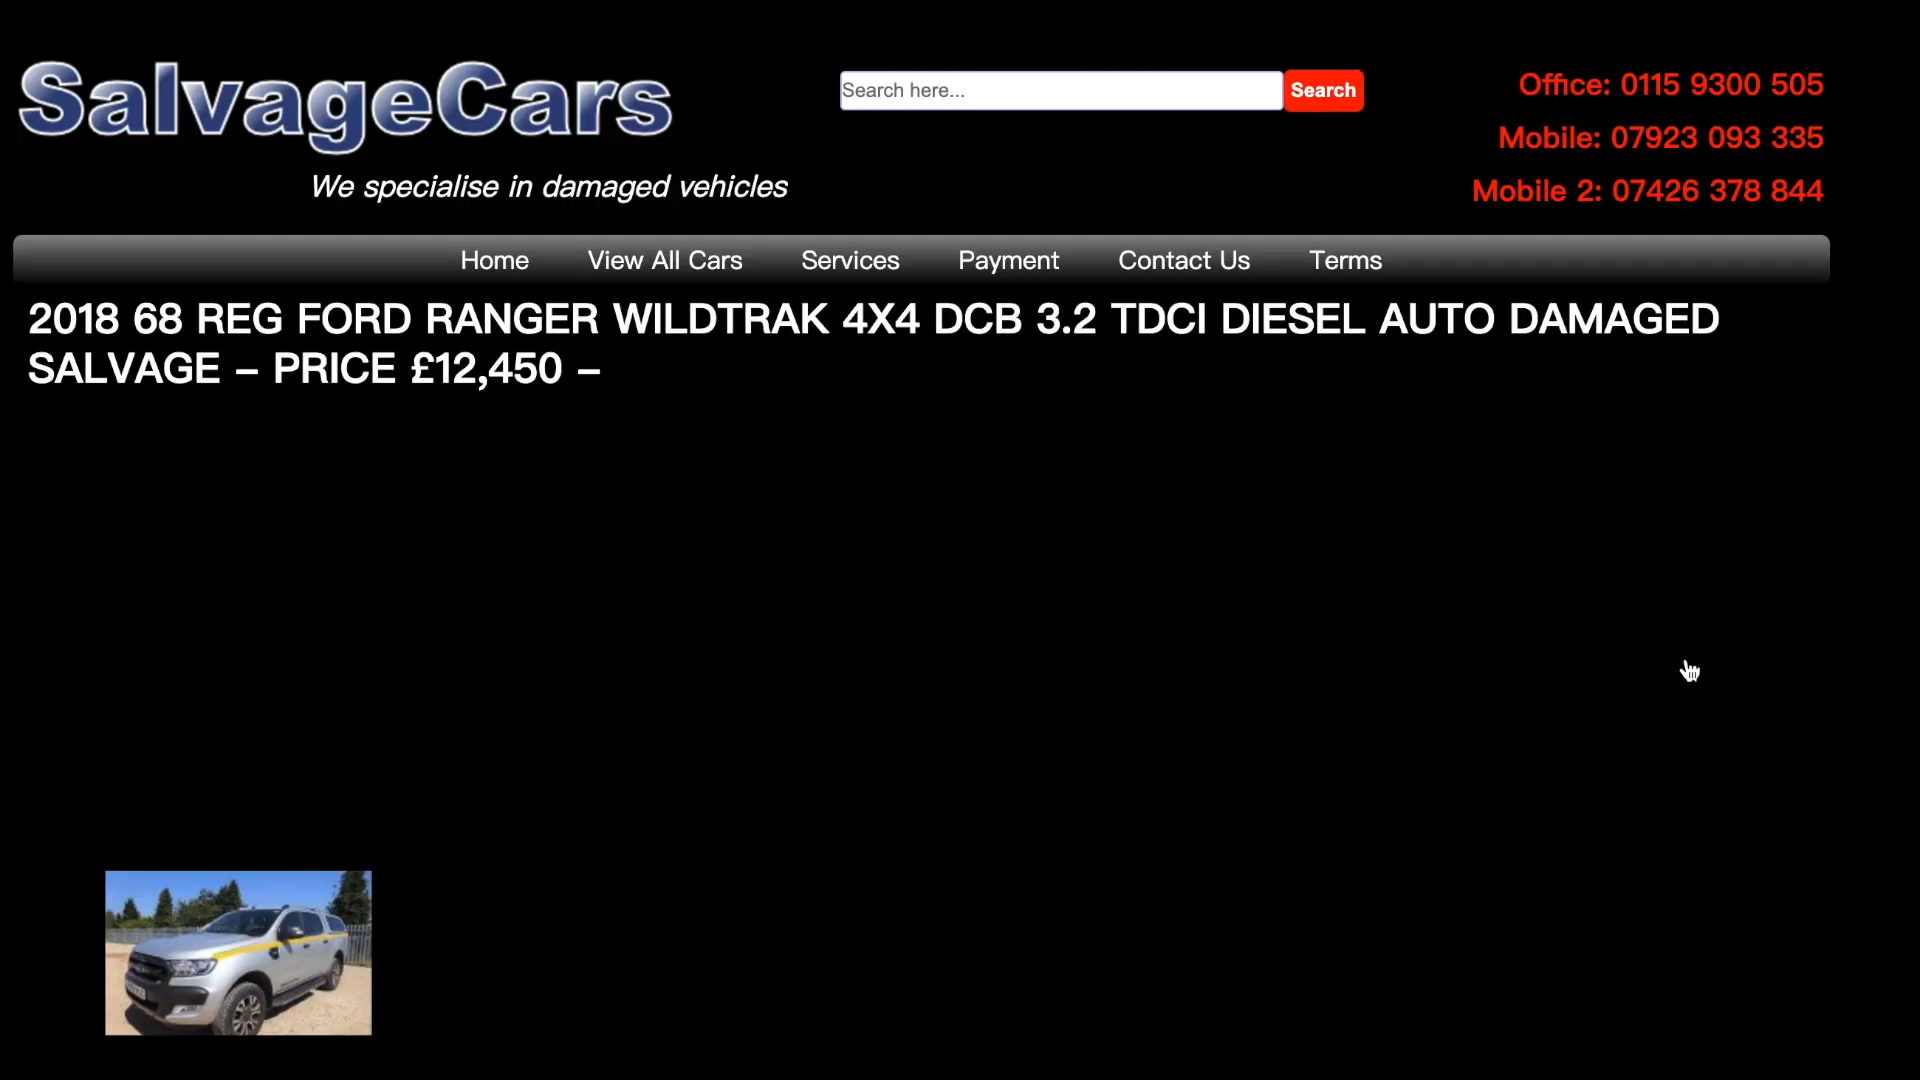 SalvageCars
We specialise in damaged vehicles
Search here...
Search
Office: 0115 9300 505
Mobile: 07923 093 335
Mobile 2: 07426 378 844
Home View All Cars Services Payment Contact Us Terms
2018 68 REG FORD RANGER WILDTRAK 4X4 DCB 3.2 TDCI DIESEL AUTO DAMAGED
SALVAGE – PRICE £12,450 –